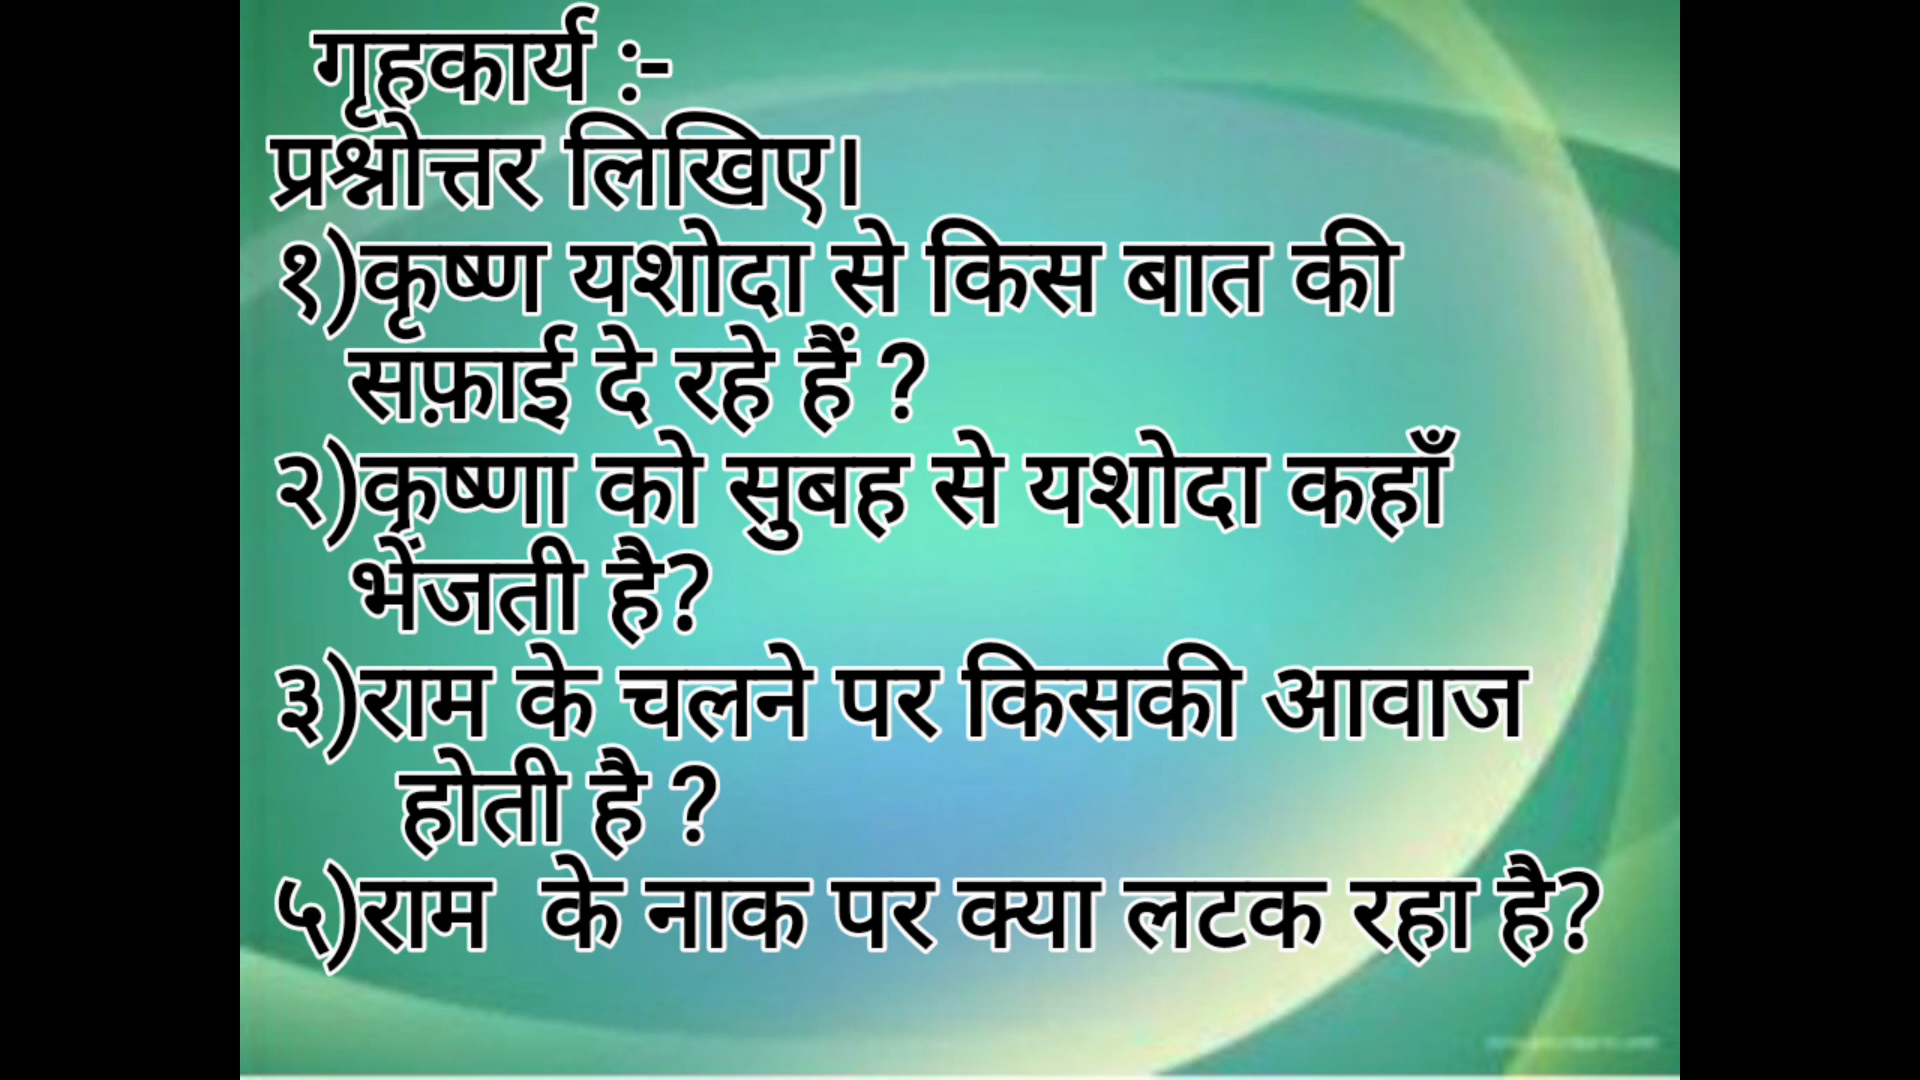 गृहकार्य :-
प्रश्नोत्तर लिखिए।
१)कृष्ण यशोदा से किस बात की
सफ़ाई दे रहे हैं ?
२)कृष्णा को सुबह से यशोदा कहाँ
भेंजती है?
३)राम के चलने पर किसकी आवाज
होती है ?
५)राम के नाक पर क्या लटक रहा है?